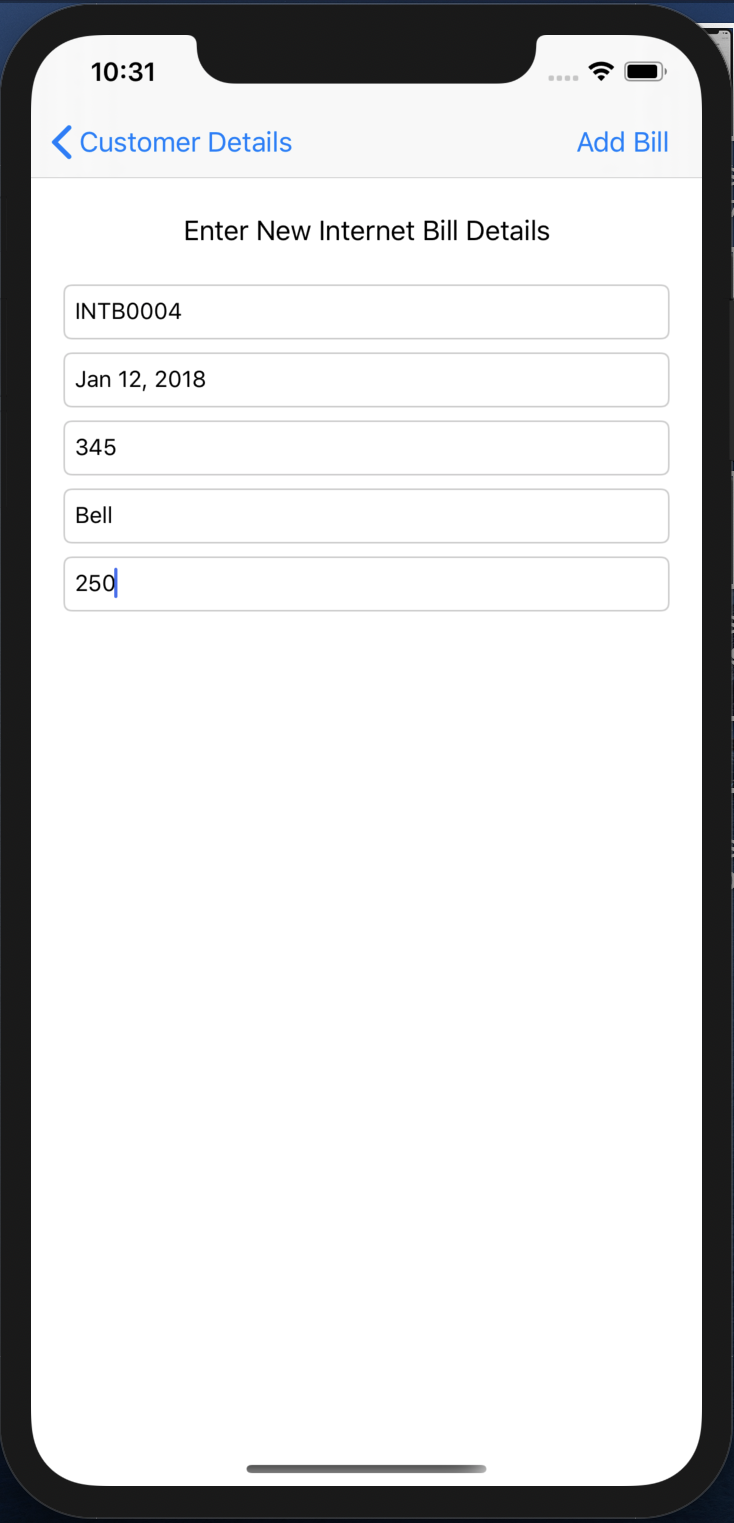 10:31
Customer Details
Add Bill
Enter New Internet Bill Details
INTB0004
Jan 12, 2018
345
Bell
250